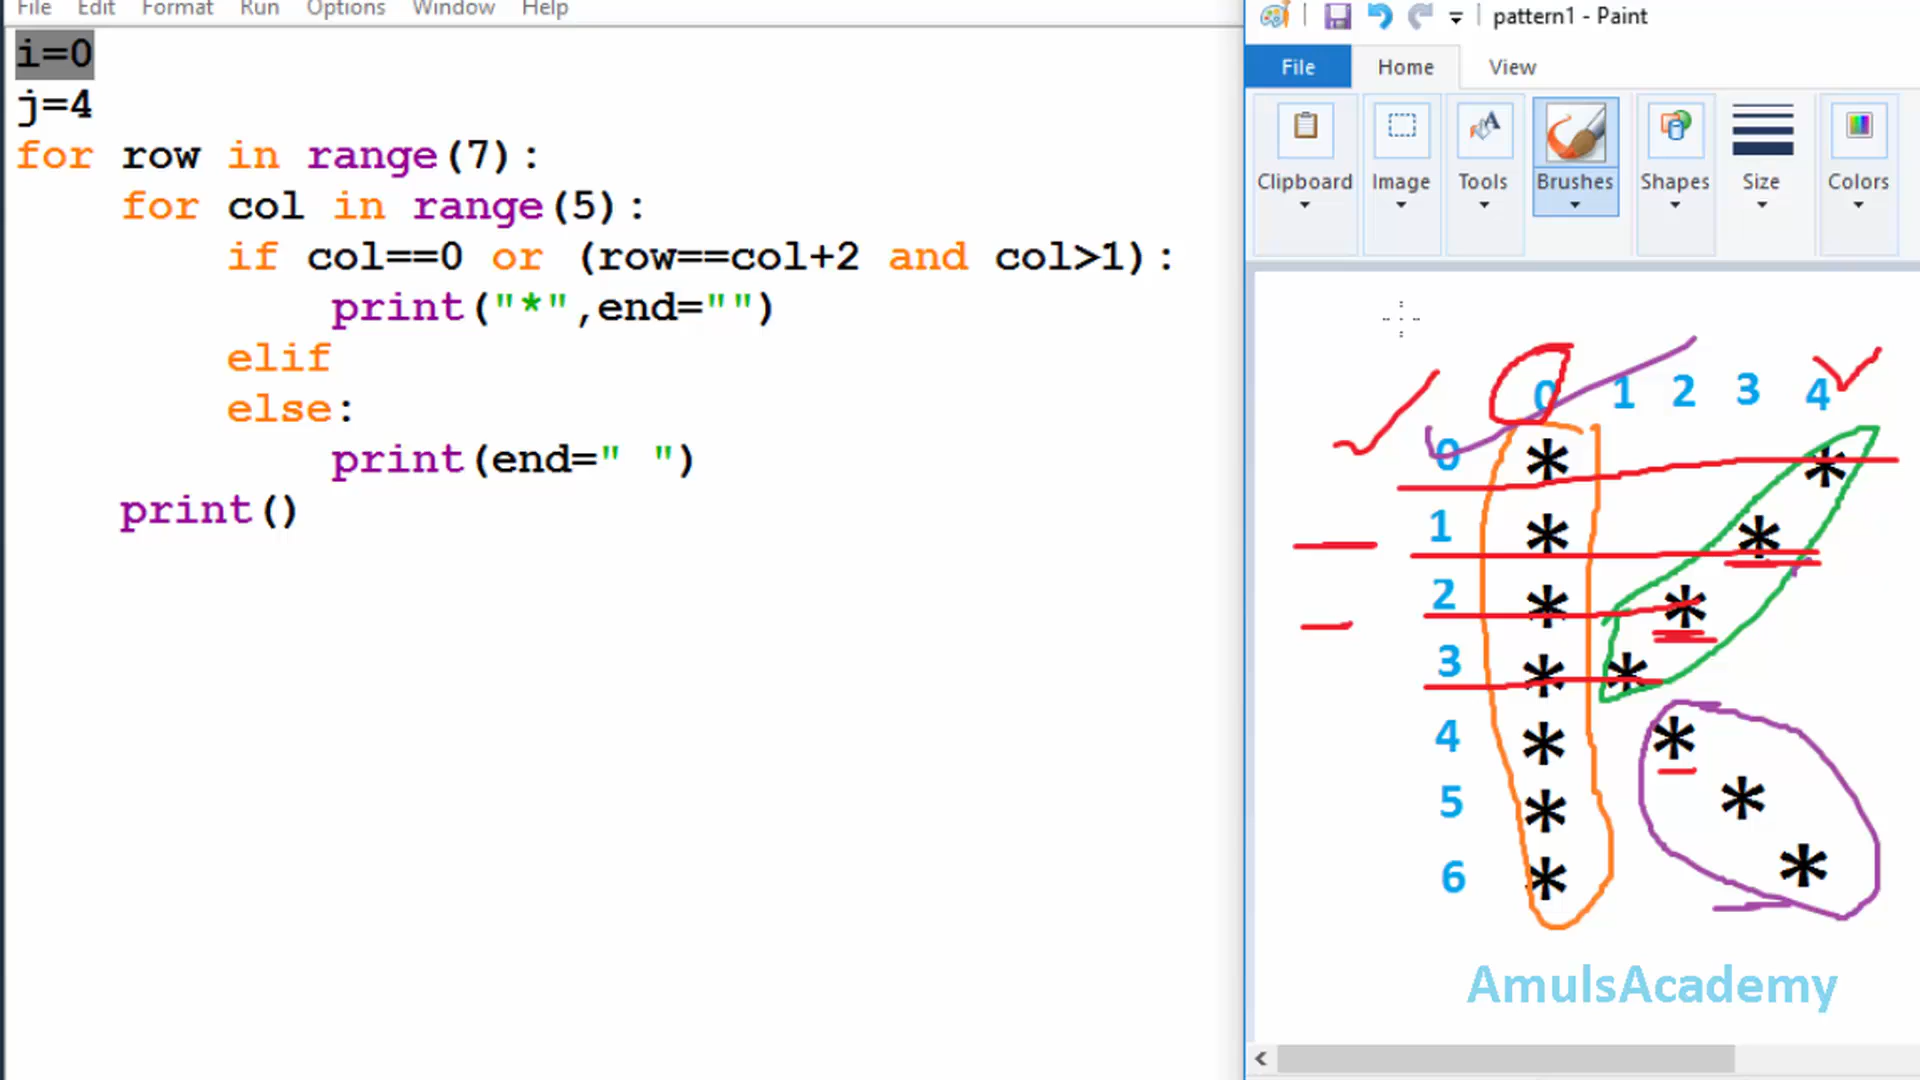 File Edit Format Run Options Window Help
i=0
j=4
for row in range(7):
for col in range(5):
if col==0 or (row==col+2 and col>1):
print("*",end="")
elif
else:
print(end=" ")
print()
pattern1 - Paint
File Home View
Clipboard Image Tools Brushes Shapes Size Colors
0 1 2 3 4
0 * *
1 * *
2 * *
3 * *
4 * *
5 * *
6 * *
AmulsAcademy